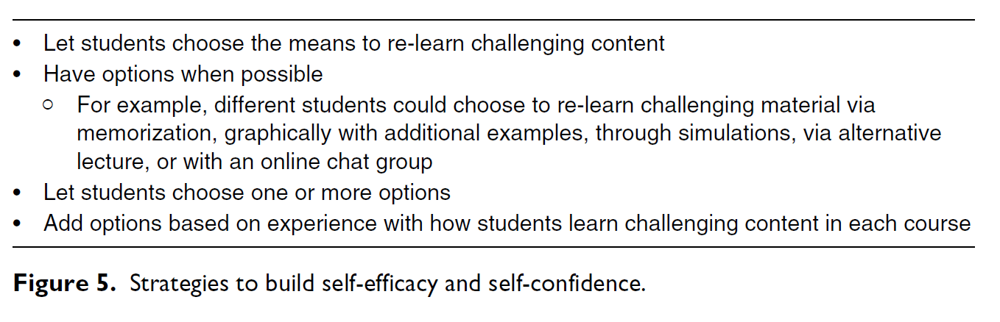 • Let students choose the means to re-learn challenging content
• Have options when possible
○ For example, different students could choose to re-learn challenging material via
memorization, graphically with additional examples, through simulations, via alternative
lecture, or with an online chat group
• Let students choose one or more options
• Add options based on experience with how students learn challenging content in each course
Figure 5. Strategies to build self-efficacy and self-confidence.